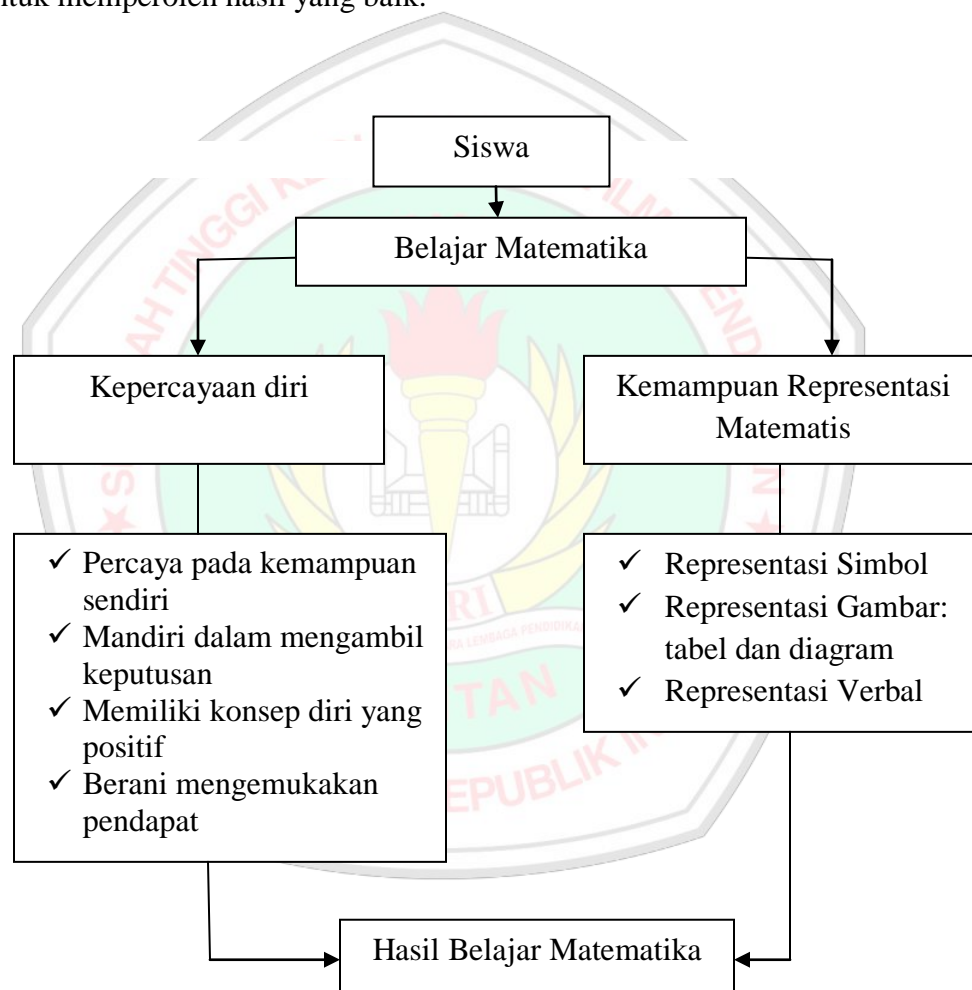 untuk memperoleh hasil yang baik.
Siswa
Belajar Matematika
Kepercayaan diri
Kemampuan Representasi
Matematis
✓ Percaya pada kemampuan
sendiri
✓ Mandiri dalam mengambil
keputusan
✓ Memiliki konsep diri yang
positif
✓ Berani mengemukakan
pendapat
✓ Representasi Simbol
✓ Representasi Gambar:
tabel dan diagram
✓ Representasi Verbal
Hasil Belajar Matematika